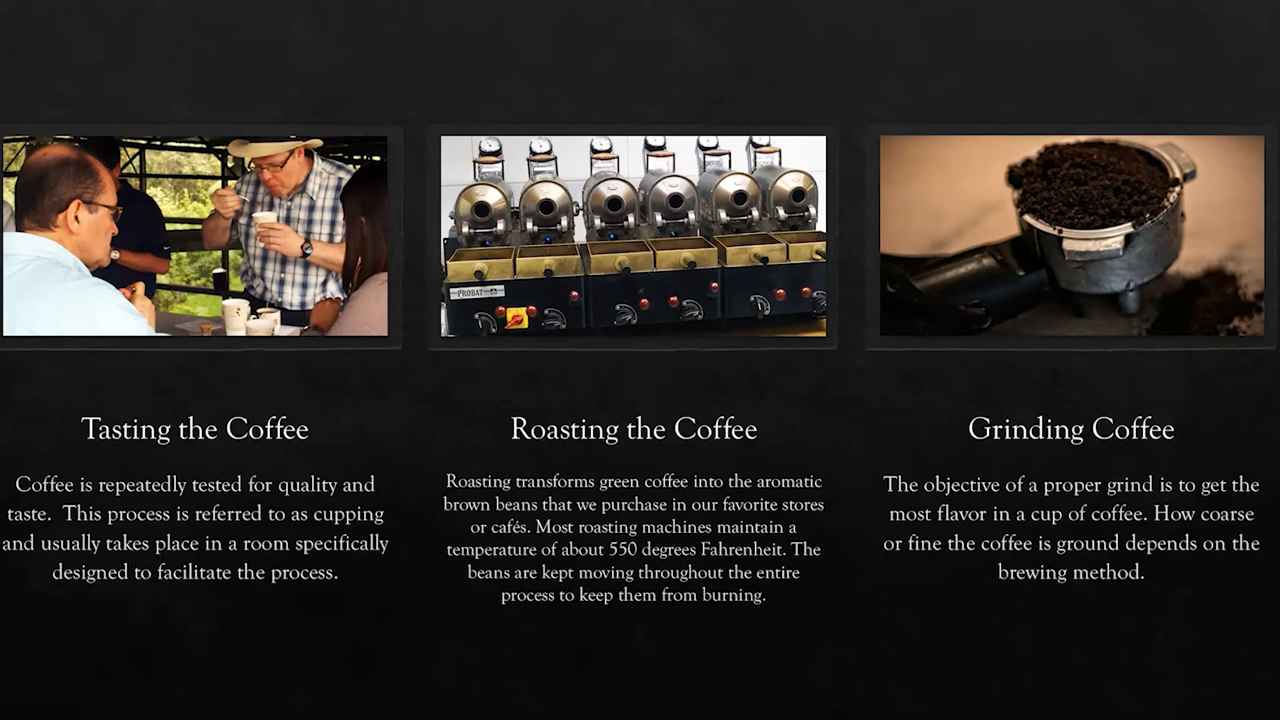 PROBAT
Tasting the Coffee
Coffee is repeatedly tested for quality and
taste.  This process is referred to as cupping
and usually takes place in a room specifically
designed to facilitate the process.
Roasting the Coffee
Roasting transforms green coffee into the aromatic
brown beans that we purchase in our favorite stores
or cafés. Most roasting machines maintain a
temperature of about 550 degrees Fahrenheit. The
beans are kept moving throughout the entire
process to keep them from burning.
Grinding Coffee
The objective of a proper grind is to get the
most flavor in a cup of coffee. How coarse
or fine the coffee is ground depends on the
brewing method.